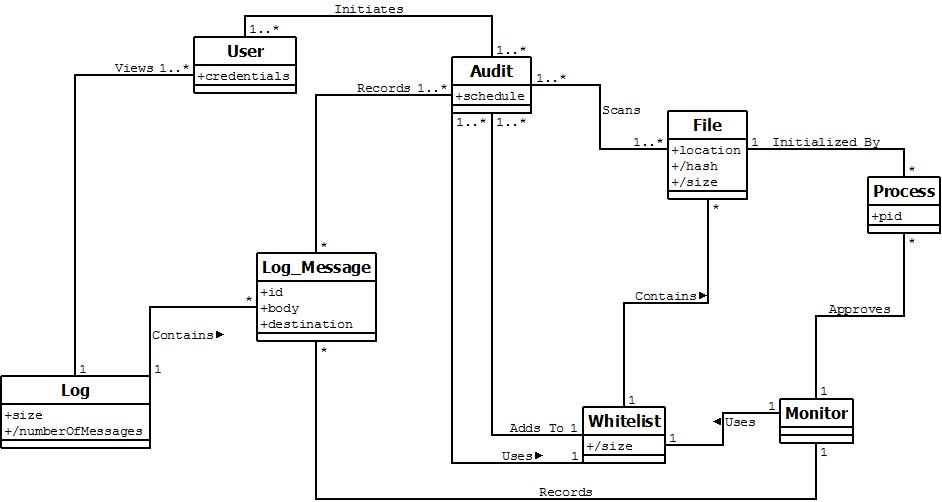 Initiates
1..*
1..*
User
+credentials
Views 1..*
Audit
+schedule
Records 1..*
1..*
1..* 1..*
Scans
1..*
File
+location
+/hash
+/size
1 Initialized By
*
Process
+pid
*
*
*
Log_Message
+id
+body
+destination
*
*
Contains►
Contains►
Approves
1
1
Log
+size
+/numberOfMessages
1
1
Whitelist
+/size
Adds To 1
Uses► 1
1
1
◄Uses
Monitor
1
Records